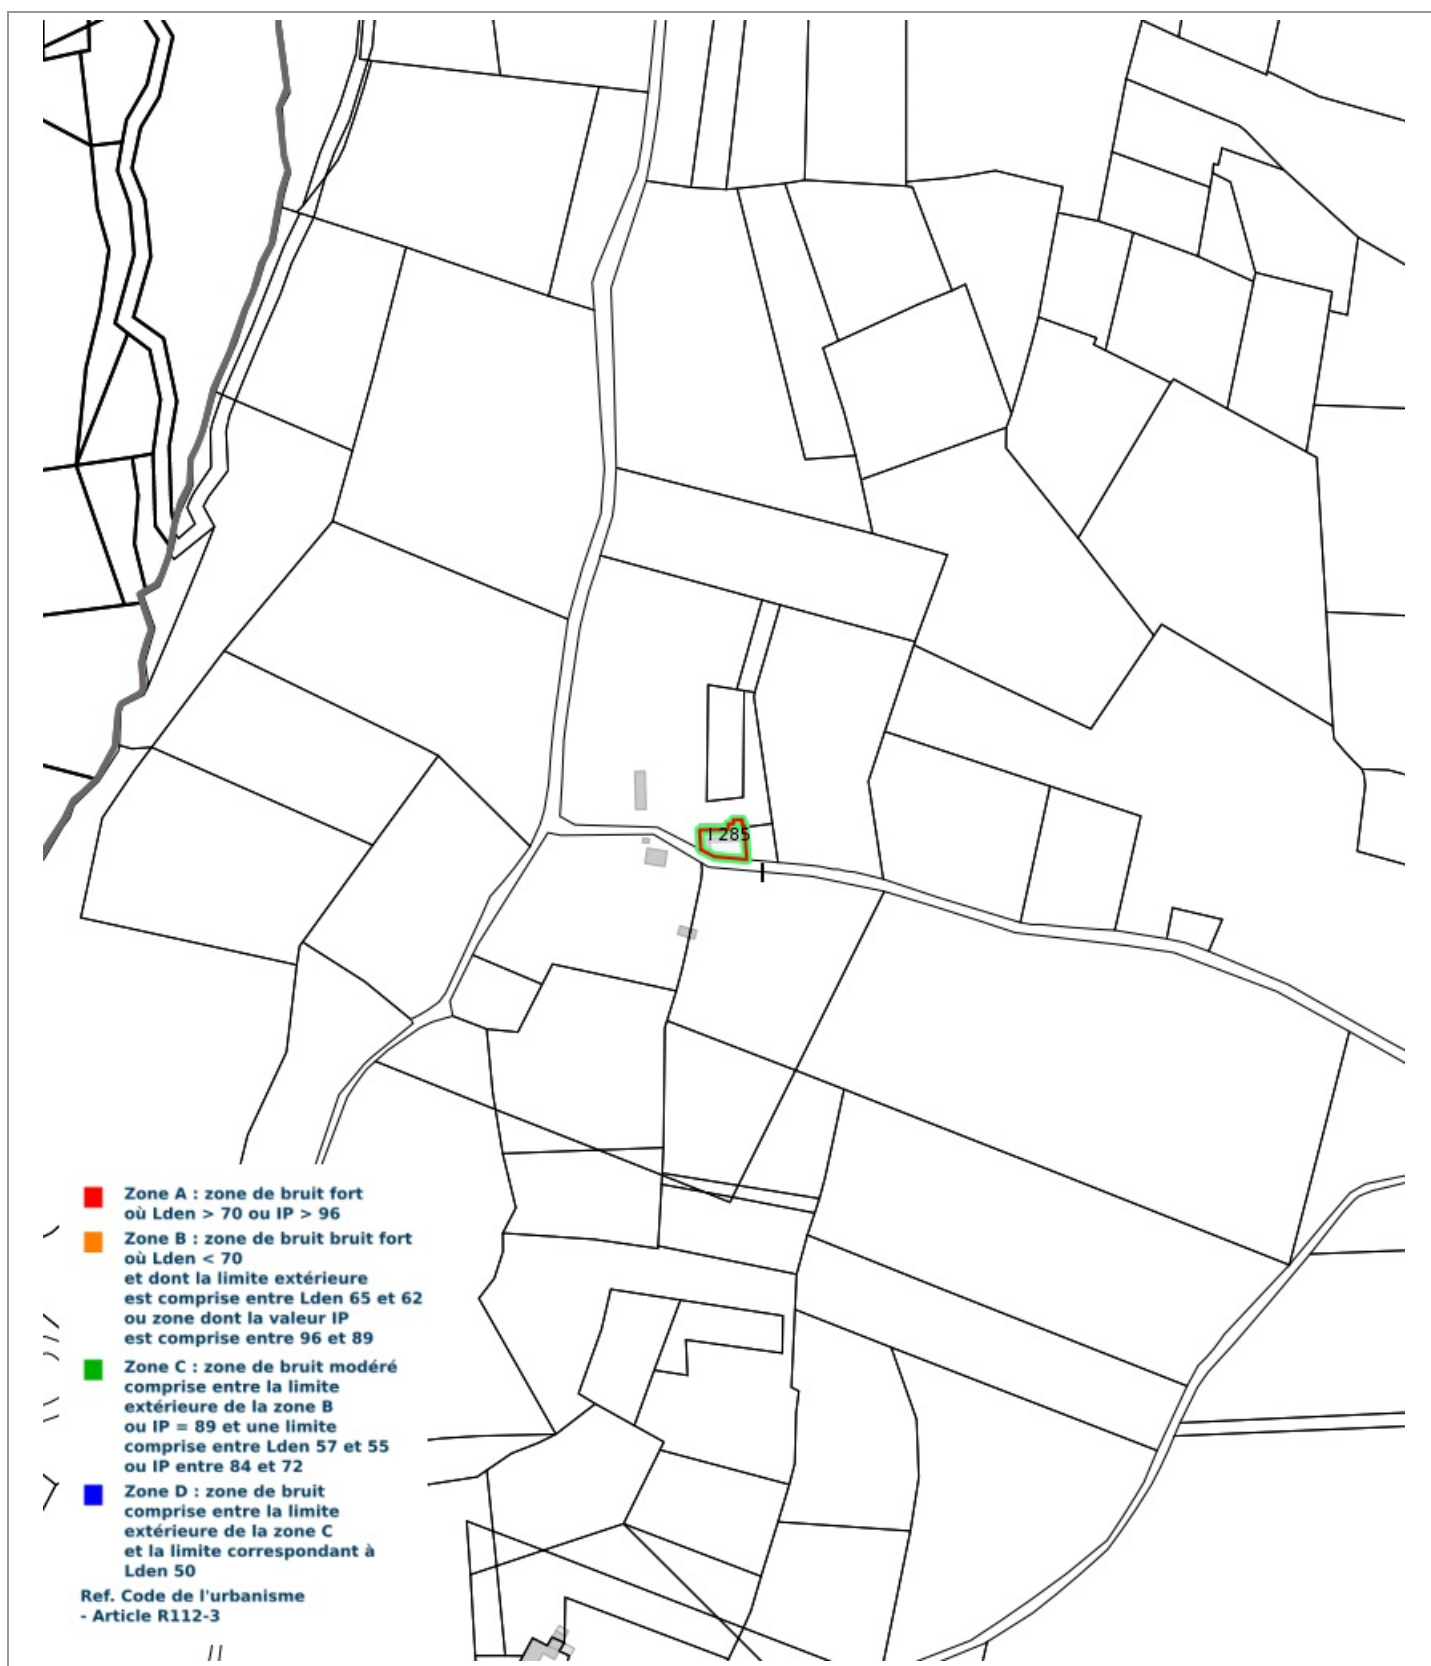 I 285
Zone A : zone de bruit fort
où Lden > 70 ou IP > 96
Zone B : zone de bruit bruit fort
où Lden < 70
et dont la limite extérieure
est comprise entre Lden 65 et 62
ou zone dont la valeur IP
est comprise entre 96 et 89
Zone C : zone de bruit modéré
comprise entre la limite
extérieure de la zone B
ou IP = 89 et une limite
comprise entre Lden 57 et 55
ou IP entre 84 et 72
Zone D : zone de bruit
comprise entre la limite
extérieure de la zone C
et la limite correspondant à
Lden 50
Ref. Code de l'urbanisme
- Article R112-3